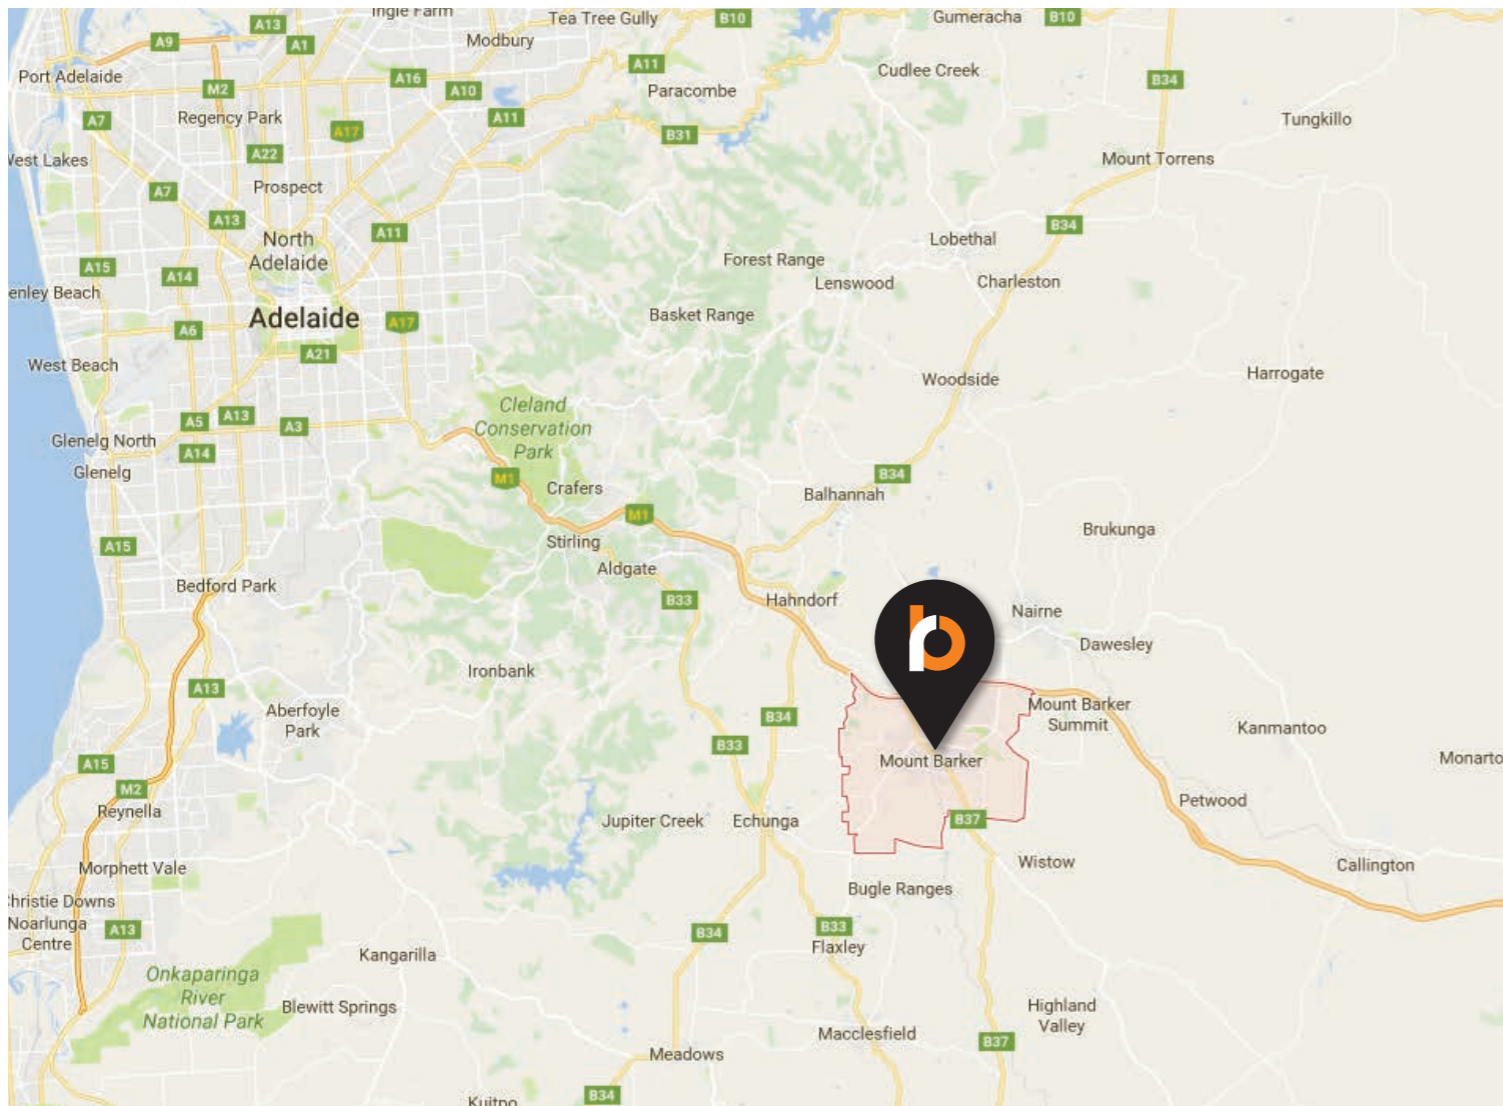 Ingle Farm
Tea Tree Gully
B10
Gumeracha
B10
A13
A9
A1
Modbury
Port Adelaide
A16
A11
Cudlee Creek
B34
M2
A10
Paracombe
A7
Regency Park
A17
A11
B31
Tungkillo
West Lakes
A22
Mount Torrens
A7
Prospect
A13
A11
B34
North
Adelaide
Lobethal
A15
A14
Forest Range
Lenswood
Charleston
enley Beach
Adelaide
A17
A6
Basket Range
A21
West Beach
Woodside
Harrogate
Cleland
Conservation
Park
A5
A13
A3
Glenelg North
A14
Glenelg
M1
Crafers
B34
Balhannah
M1
Brukunga
A15
Stirling
Aldgate
Bedford Park
B33
Hahndorf
Nairne
rb
Dawesley
Ironbank
A13
Aberfoyle
Park
B34
Mount Barker
Summit
Kanmantoo
B33
A15
Mount Barker
Monarto
M2
Reynella
Petwood
Jupiter Creek
Echunga
B37
Morphett Vale
Wistow
Callington
Bugle Ranges
Christie Downs
Noarlunga
Centre
A13
B34
B33
Flaxley
Kangarilla
Onkaparinga
River
National Park
Blewitt Springs
Highland
Valley
Macclesfield
B37
Meadows
B34
Kuitpo